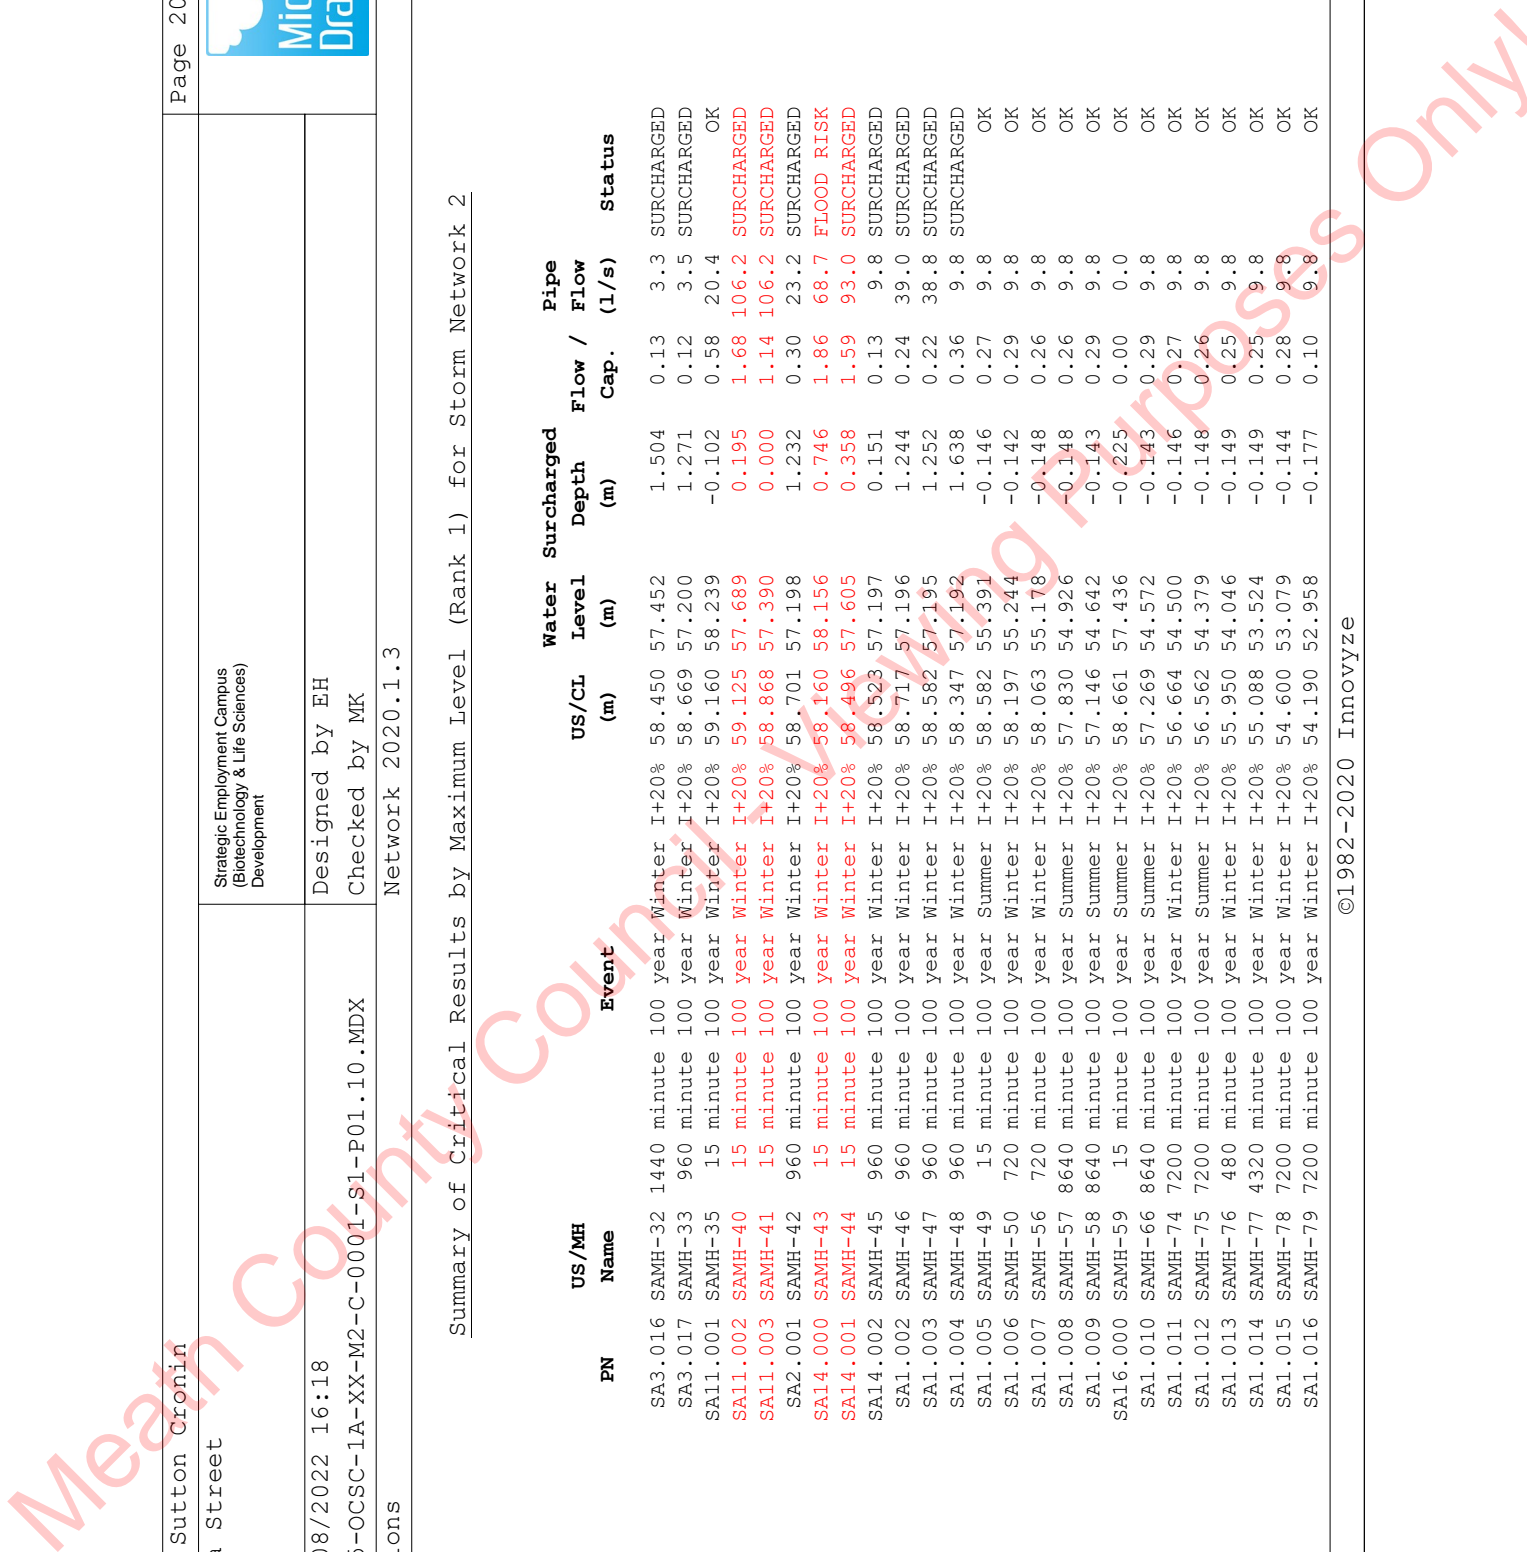 Sutton Cronin
Page 20
Street
Strategic Employment Campus
(Biotechnology & Life Sciences)
Development
08/2022 16:18
Designed by EH
-OCSC-1A-XX-M2-C-0001-S1-P01.10.MDX
Checked by MK
Network 2020.1.3
Summary of Critical Results by Maximum Level (Rank 1) for Storm Network 2
Water Surcharged Pipe
US/MH US/CL Level Depth Flow / Flow
PN Name Event (m) (m) (m) Cap. (l/s) Status
SA3.016 SAMH-32 1440 minute 100 year Winter I+20% 58.450 57.452 1.504 0.13 3.3 SURCHARGED
SA3.017 SAMH-33 960 minute 100 year Winter I+20% 58.669 57.200 1.271 0.12 3.5 SURCHARGED
SA11.001 SAMH-35 15 minute 100 year Winter I+20% 59.160 58.239 -0.102 0.58 20.4 OK
SA11.002 SAMH-40 15 minute 100 year Winter I+20% 59.125 57.689 0.195 1.68 106.2 SURCHARGED
SA11.003 SAMH-41 15 minute 100 year Winter I+20% 58.868 57.390 0.000 1.14 106.2 SURCHARGED
SA2.001 SAMH-42 960 minute 100 year Winter I+20% 58.701 57.198 1.232 0.30 23.2 SURCHARGED
SA14.000 SAMH-43 15 minute 100 year Winter I+20% 58.160 58.156 0.746 1.86 68.7 FLOOD RISK
SA14.001 SAMH-44 15 minute 100 year Winter I+20% 58.496 57.605 0.358 1.59 93.0 SURCHARGED
SA14.002 SAMH-45 960 minute 100 year Winter I+20% 58.523 57.197 0.151 0.13 9.8 SURCHARGED
SA1.002 SAMH-46 960 minute 100 year Winter I+20% 58.717 57.196 1.244 0.24 39.0 SURCHARGED
SA1.003 SAMH-47 960 minute 100 year Winter I+20% 58.582 57.195 1.252 0.22 38.8 SURCHARGED
SA1.004 SAMH-48 960 minute 100 year Winter I+20% 58.347 57.192 1.638 0.36 9.8 SURCHARGED
SA1.005 SAMH-49 15 minute 100 year Summer I+20% 58.582 55.391 -0.146 0.27 9.8 OK
SA1.006 SAMH-50 720 minute 100 year Winter I+20% 58.197 55.244 -0.142 0.29 9.8 OK
SA1.007 SAMH-56 720 minute 100 year Winter I+20% 58.063 55.178 -0.148 0.26 9.8 OK
SA1.008 SAMH-57 8640 minute 100 year Summer I+20% 57.830 54.926 -0.148 0.26 9.8 OK
SA1.009 SAMH-58 8640 minute 100 year Summer I+20% 57.146 54.642 -0.143 0.29 9.8 OK
SA16.000 SAMH-59 15 minute 100 year Summer I+20% 58.661 57.436 -0.225 0.00 0.0 OK
SA1.010 SAMH-66 8640 minute 100 year Summer I+20% 57.269 54.572 -0.143 0.29 9.8 OK
SA1.011 SAMH-74 7200 minute 100 year Winter I+20% 56.664 54.500 -0.146 0.27 9.8 OK
SA1.012 SAMH-75 7200 minute 100 year Summer I+20% 56.562 54.379 -0.148 0.26 9.8 OK
SA1.013 SAMH-76 480 minute 100 year Winter I+20% 55.950 54.046 -0.149 0.25 9.8 OK
SA1.014 SAMH-77 4320 minute 100 year Winter I+20% 55.088 53.524 -0.149 0.25 9.8 OK
SA1.015 SAMH-78 7200 minute 100 year Winter I+20% 54.600 53.079 -0.144 0.28 9.8 OK
SA1.016 SAMH-79 7200 minute 100 year Winter I+20% 54.190 52.958 -0.177 0.10 9.8 OK
©1982-2020 Innovyze
Meath County Council - Viewing Purposes Only!